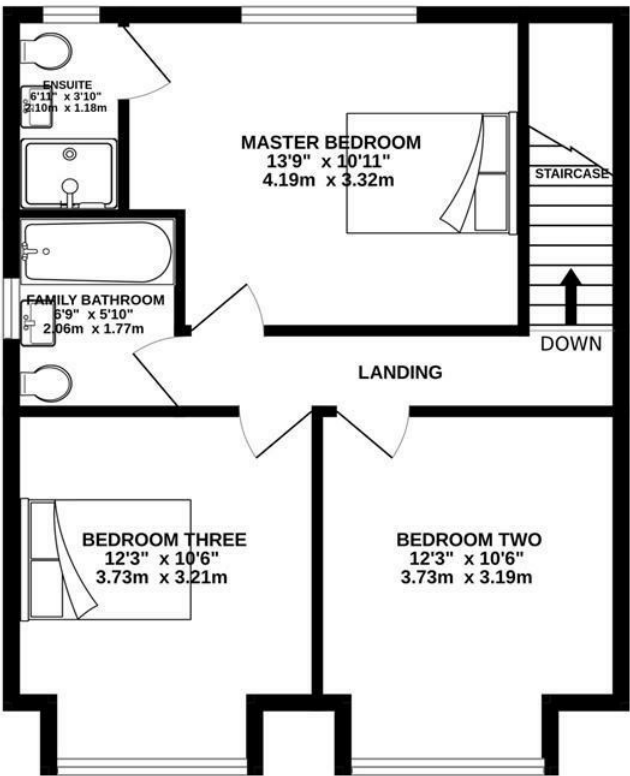 ENSUITE
6'11" x 3'10"
2.10m x 1.18m
MASTER BEDROOM
13'9" x 10'11"
4.19m x 3.32m
STAIRCASE
FAMILY BATHROOM
6'9" x 5'10"
2.06m x 1.77m
DOWN
LANDING
BEDROOM THREE
12'3" x 10'6"
3.73m x 3.21m
BEDROOM TWO
12'3" x 10'6"
3.73m x 3.19m